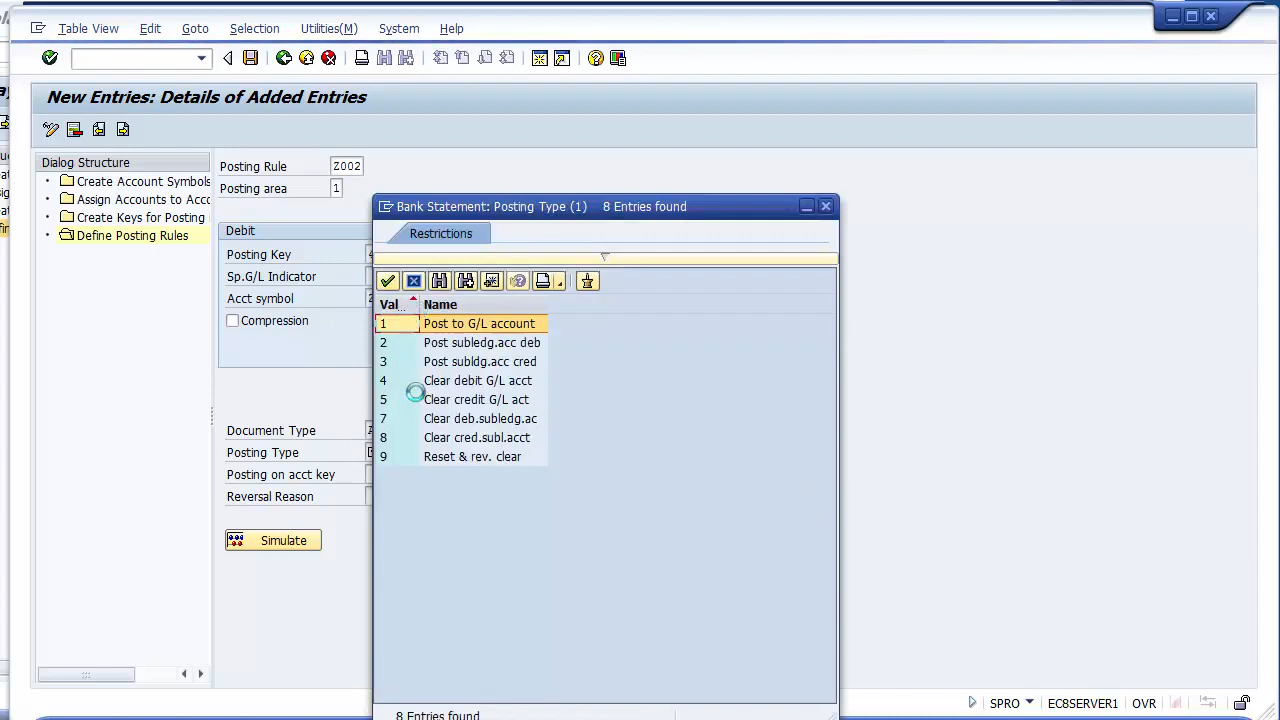 Table View Edit Goto Selection Utilities(M) System Help
New Entries: Details of Added Entries
Dialog Structure
Create Account Symbols
Assign Accounts to Acco
Create Keys for Posting
Define Posting Rules
Posting Rule Z002
Posting area 1
Debit
Posting Key
Sp.G/L Indicator
Acct symbol
Compression
Document Type
Posting Type
Posting on acct key
Reversal Reason
Simulate
Bank Statement: Posting Type (1) 8 Entries found
Restrictions
Val.. Name
1 Post to G/L account
2 Post subledg.acc deb
3 Post subldg.acc cred
4 Clear debit G/L acct
5 Clear credit G/L act
7 Clear deb.subledg.ac
8 Clear cred.subl.acct
9 Reset & rev. clear
8 Entries found
SPRO EC8SERVER1 OVR